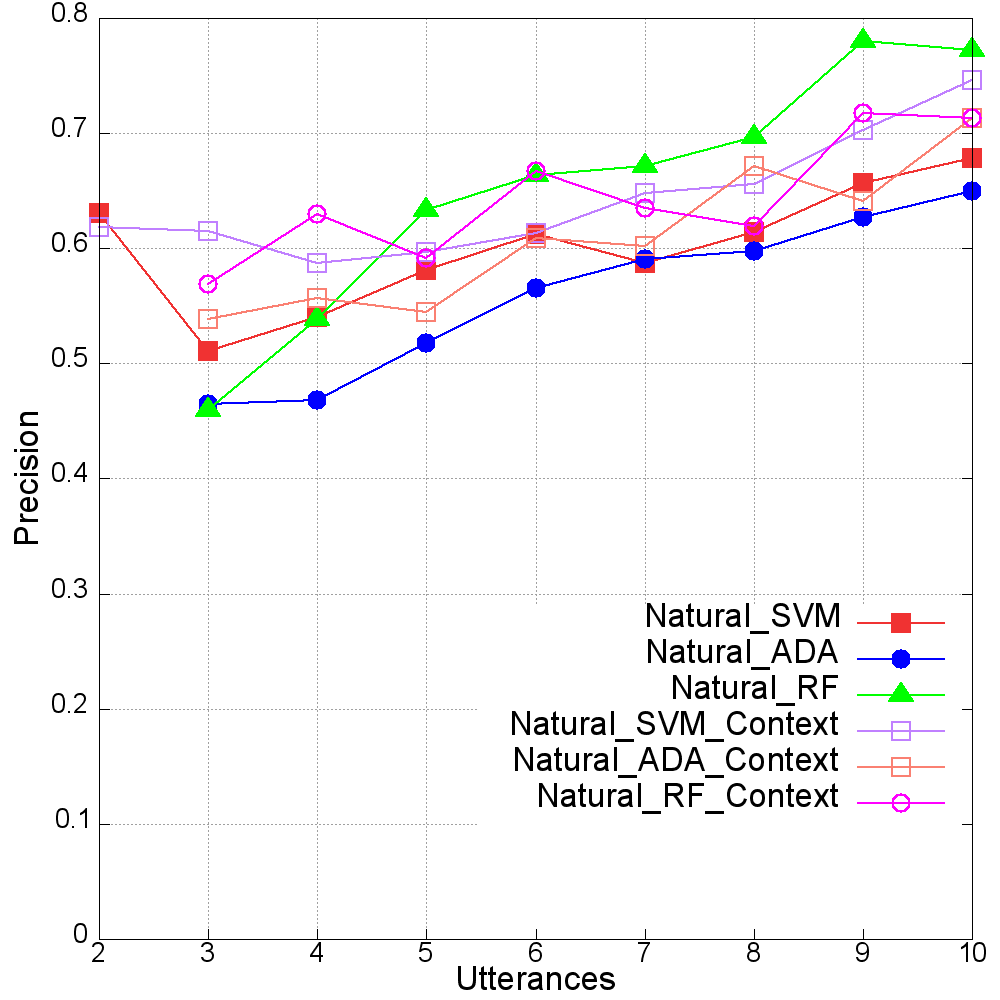 0.8
0.7
0.6
0.5
0.4
0.3
0.2
0.1
0
Precision
Natural_SVM
Natural_ADA
Natural_RF
Natural_SVM_Context
Natural_ADA_Context
Natural_RF_Context
2 3 4 5 6 7 8 9 10
Utterances